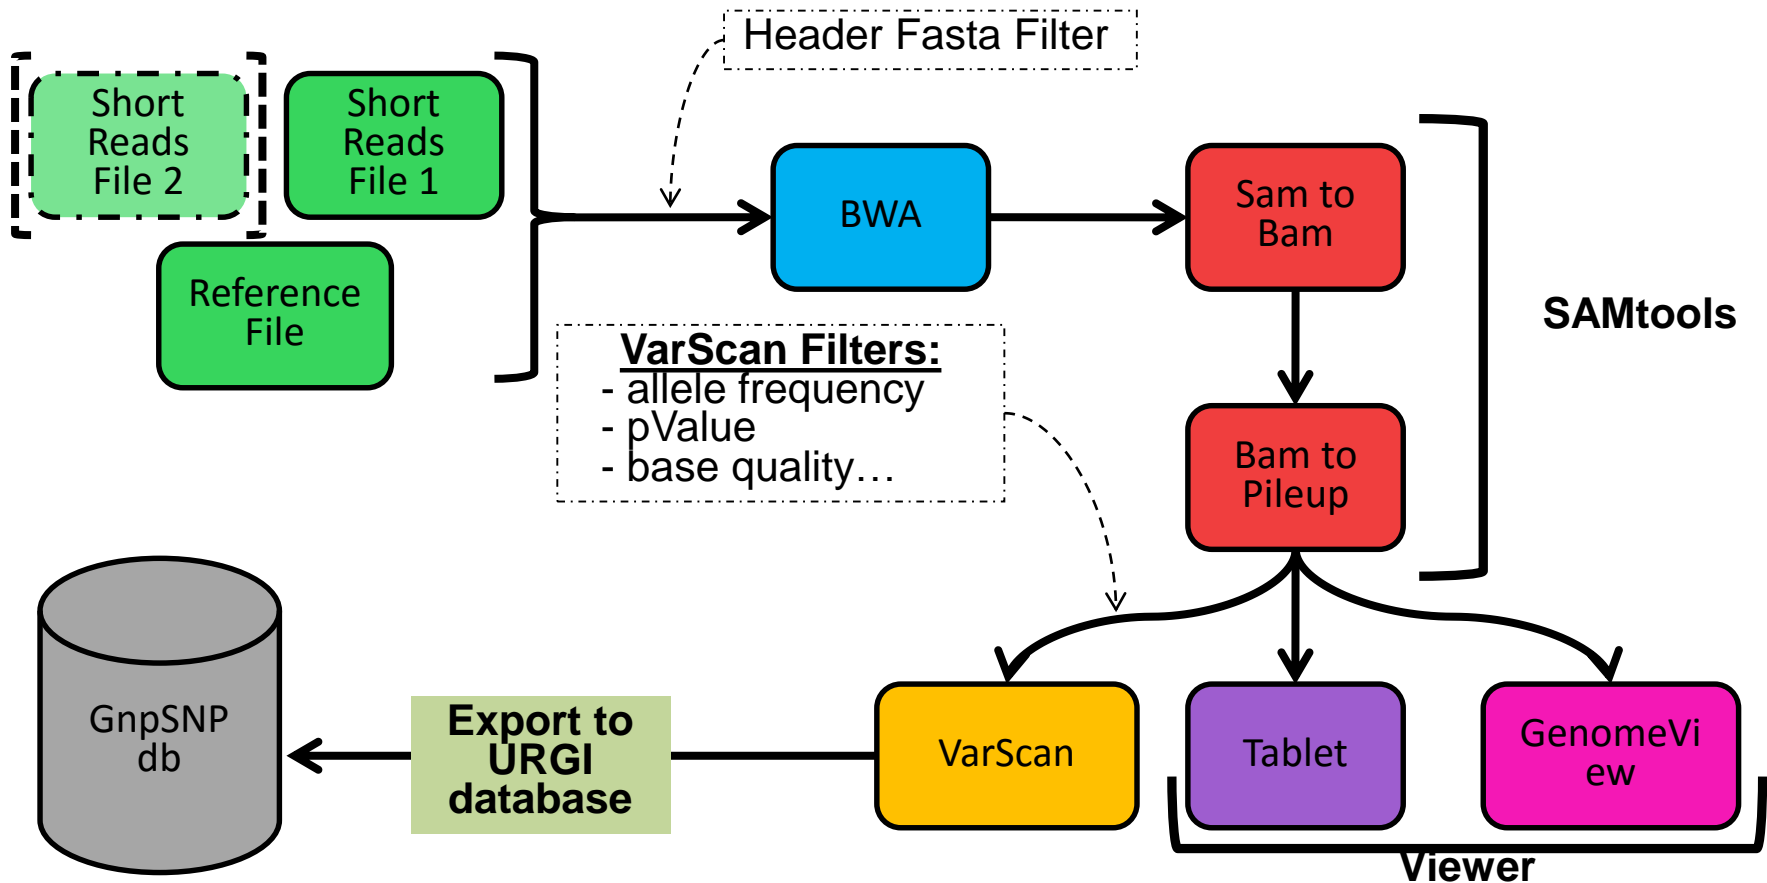 Header Fasta Filter
Short
Reads
File 2
Short
Reads
File 1
Reference
File
BWA
Sam to
Bam
SAMtools
VarScan Filters:
- allele frequency
- pValue
- base quality…
Bam to
Pileup
GnpSNP
db
Export to
URGI
database
VarScan
Tablet
GenomeVi
ew
Viewer